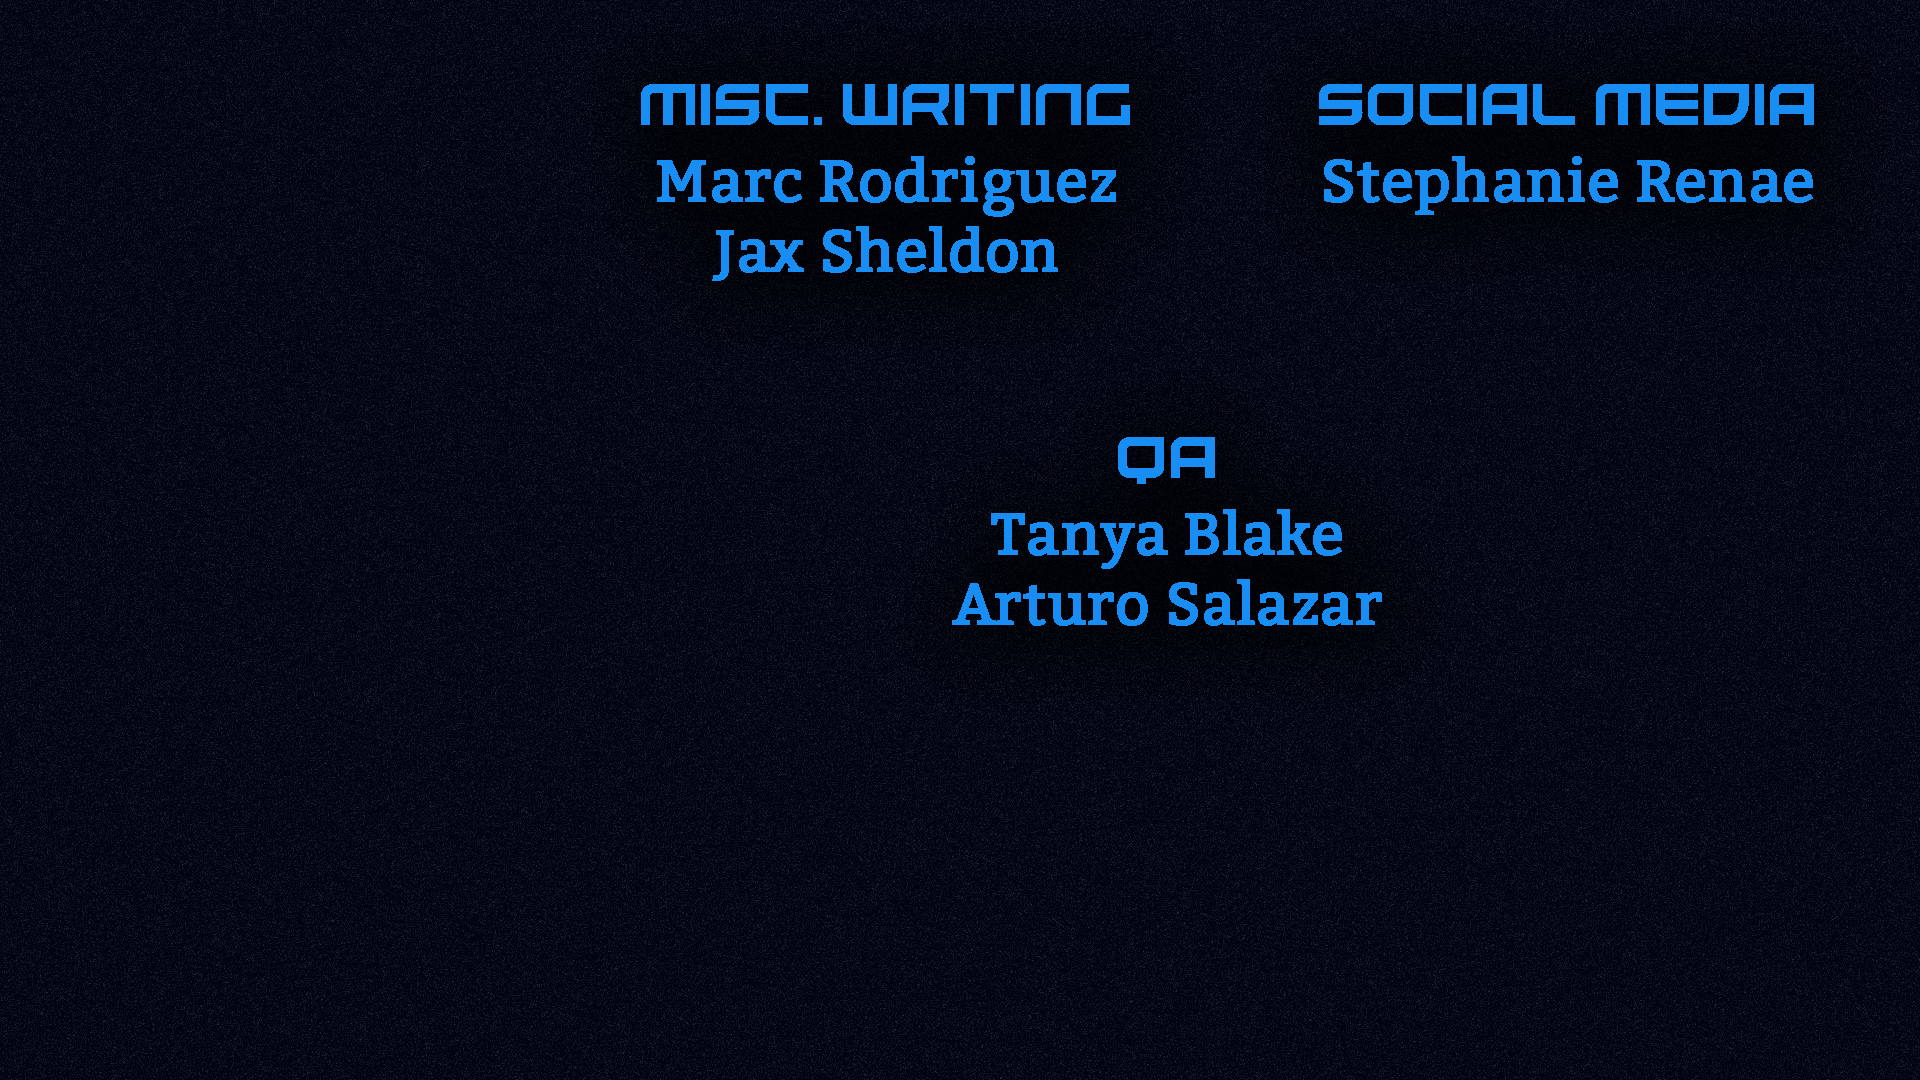 MISC. WRITING
Marc Rodriguez
Jax Sheldon
SOCIAL MEDIA
Stephanie Renae
QA
Tanya Blake
Arturo Salazar